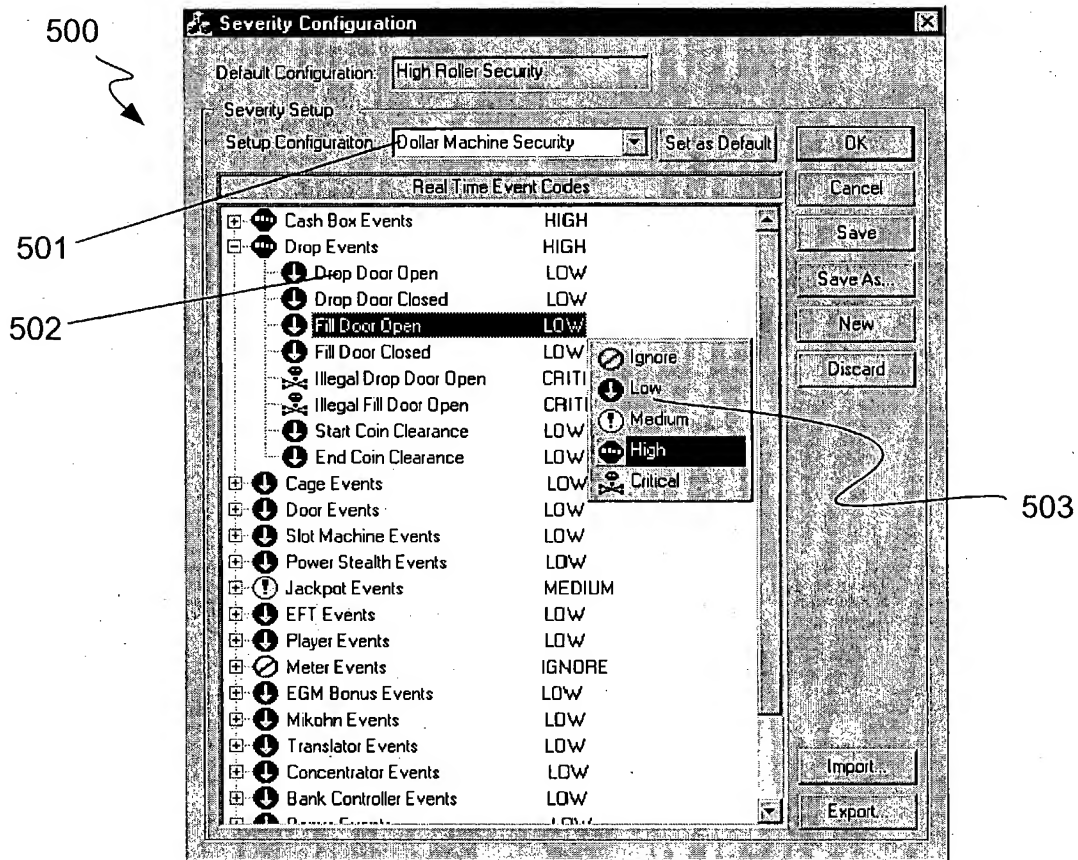 500
Severity Configuration
Default Configuration: High Roller Security
Severity Setup
Setup Configuraiton: Dollar Machine Security Set as Default OK
Real Time Event Codes Cancel
Cash Box Events HIGH
501 Drop Events HIGH Save
502 Drop Door Open LOW Save As...
Drop Door Closed LOW
Fill Door Open LOW New
Fill Door Closed LOW Ignore Discard
Illegal Drop Door Open CRITI Low
Illegal Fill Door Open CRITI Medium
Start Coin Clearance LOW High
End Coin Clearance LOW Critical
Cage Events LOW
503
Door Events LOW
Slot Machine Events LOW
Power Stealth Events LOW
Jackpot Events MEDIUM
EFT Events LOW
Player Events LOW
Meter Events IGNORE
EGM Bonus Events LOW
Mikohn Events LOW
Translator Events LOW
Concentrator Events LOW Import...
Bank Controller Events LOW Export...
LOW